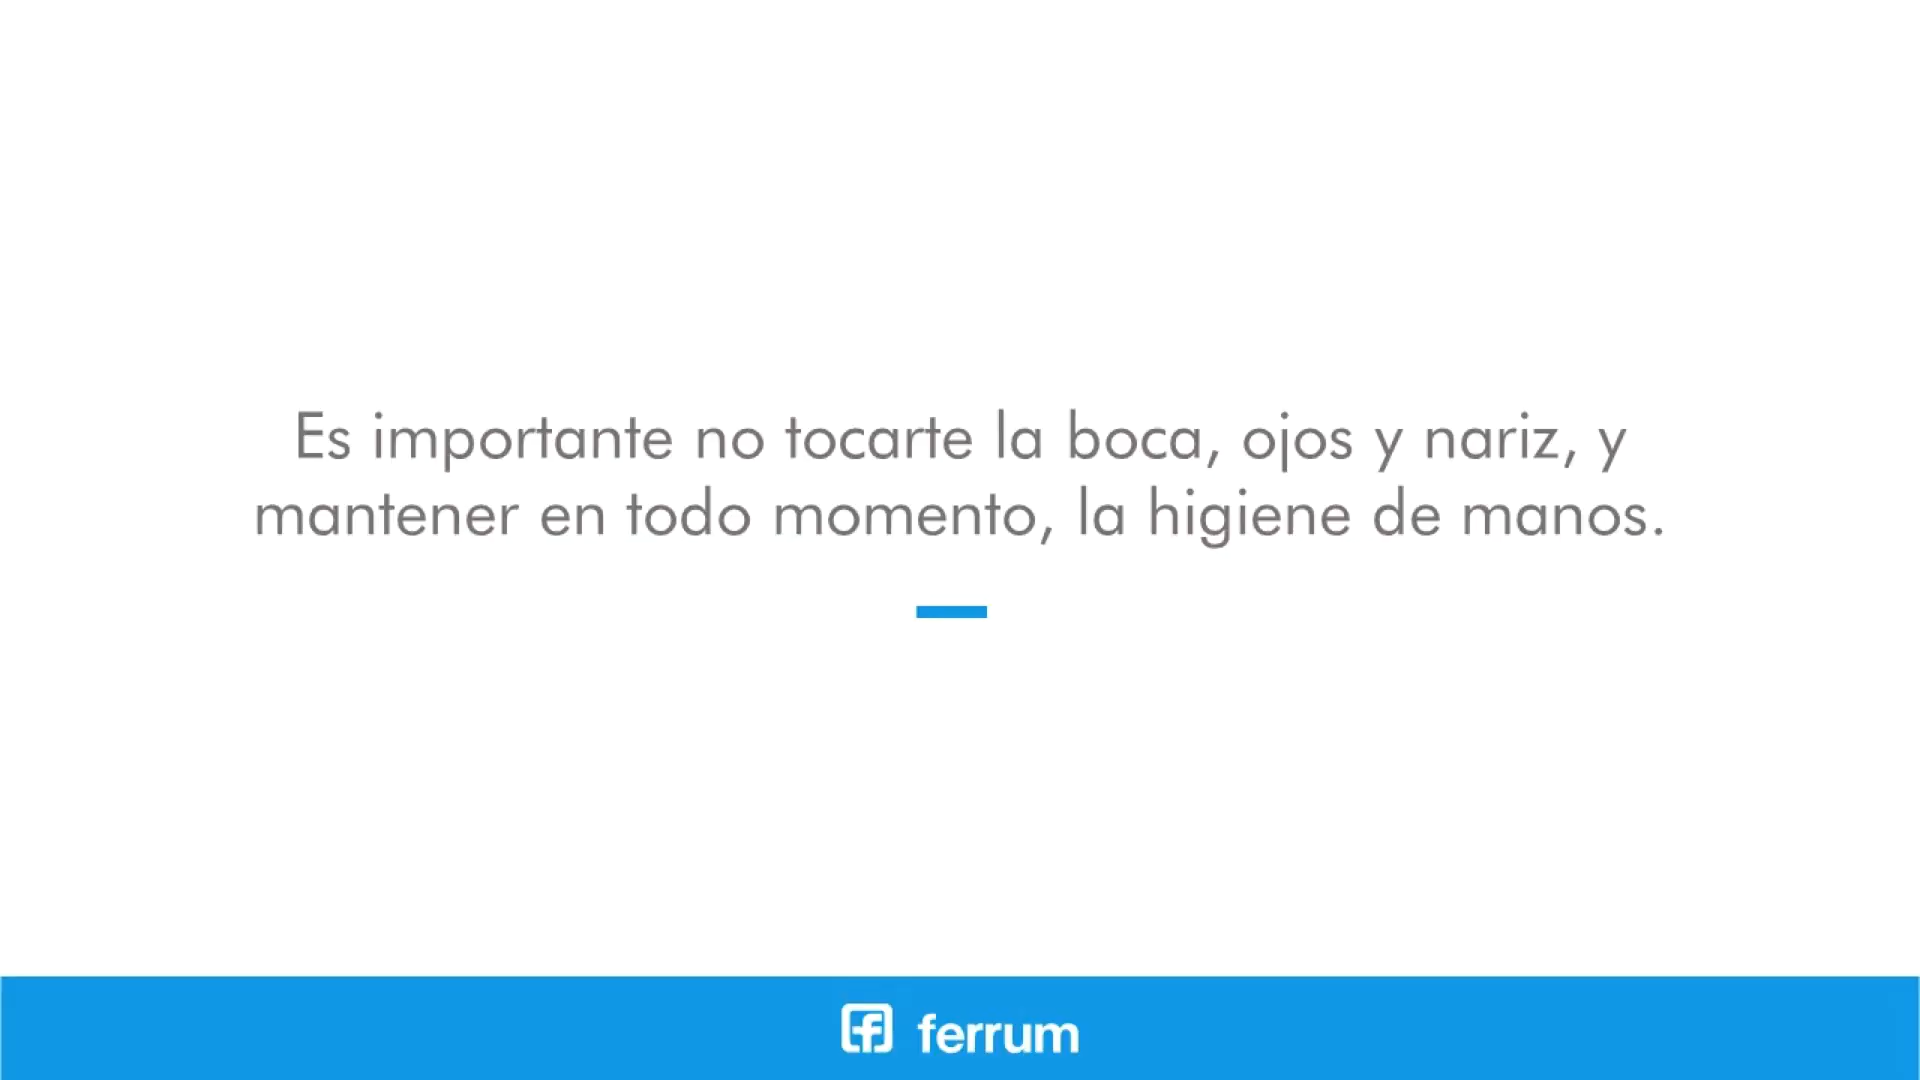 Es importante no tocarte la boca, ojos y nariz, y
mantener en todo momento, la higiene de manos.
ferrum